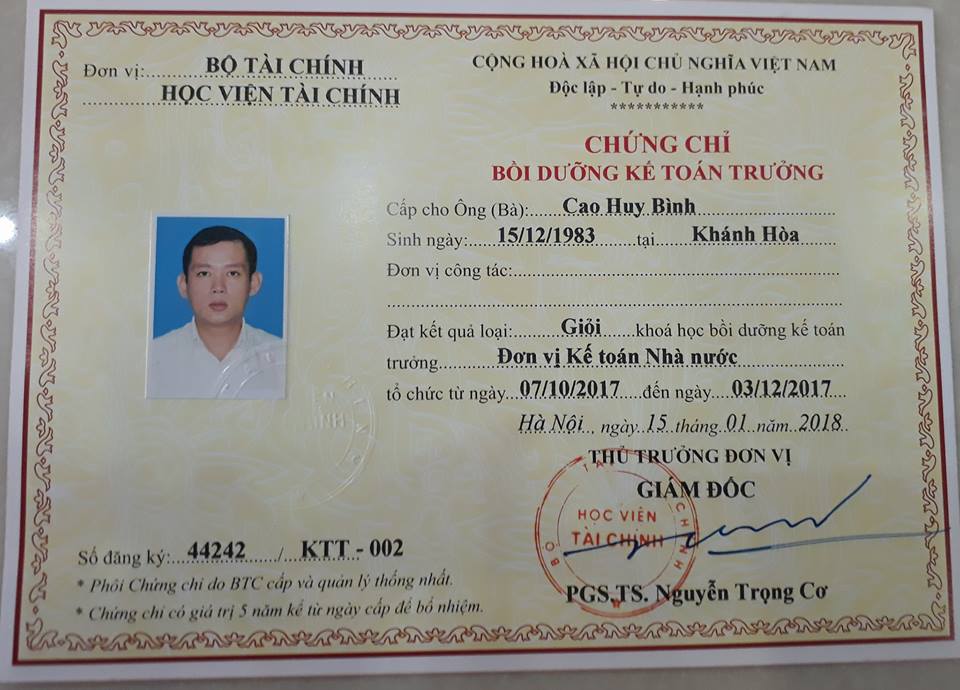 Đơn vị:.......BỘ TÀI CHÍNH
HỌC VIỆN TÀI CHÍNH
CỘNG HOÀ XÃ HỘI CHỦ NGHĨA VIỆT NAM
Độc lập - Tự do - Hạnh phúc
***********
CHỨNG CHỈ
BỒI DƯỠNG KẾ TOÁN TRƯỞNG
Cấp cho Ông (Bà):......Cao Huy Bình
Sinh ngày:.....15/12/1983.......tại......Khánh Hòa
Đơn vị công tác:
Đạt kết quả loại:........Giỏi......khoá học bồi dưỡng kế toán
trưởng.........Đơn vị Kế toán Nhà nước
tổ chức từ ngày...07/10/2017....đến ngày....03/12/2017...
Hà Nội , ngày 15 tháng 01 năm 2018
THỦ TRƯỞNG ĐƠN VỊ
GIÁM ĐỐC
BỘ TÀI CHÍNH
HỌC VIỆN
TÀI CHÍNH
PGS.TS. Nguyễn Trọng Cơ
Số đăng ký:...44242....../...KTT - 002
* Phôi Chứng chỉ do BTC cấp và quản lý thống nhất.
* Chứng chỉ có giá trị 5 năm kể từ ngày cấp để bổ nhiệm.